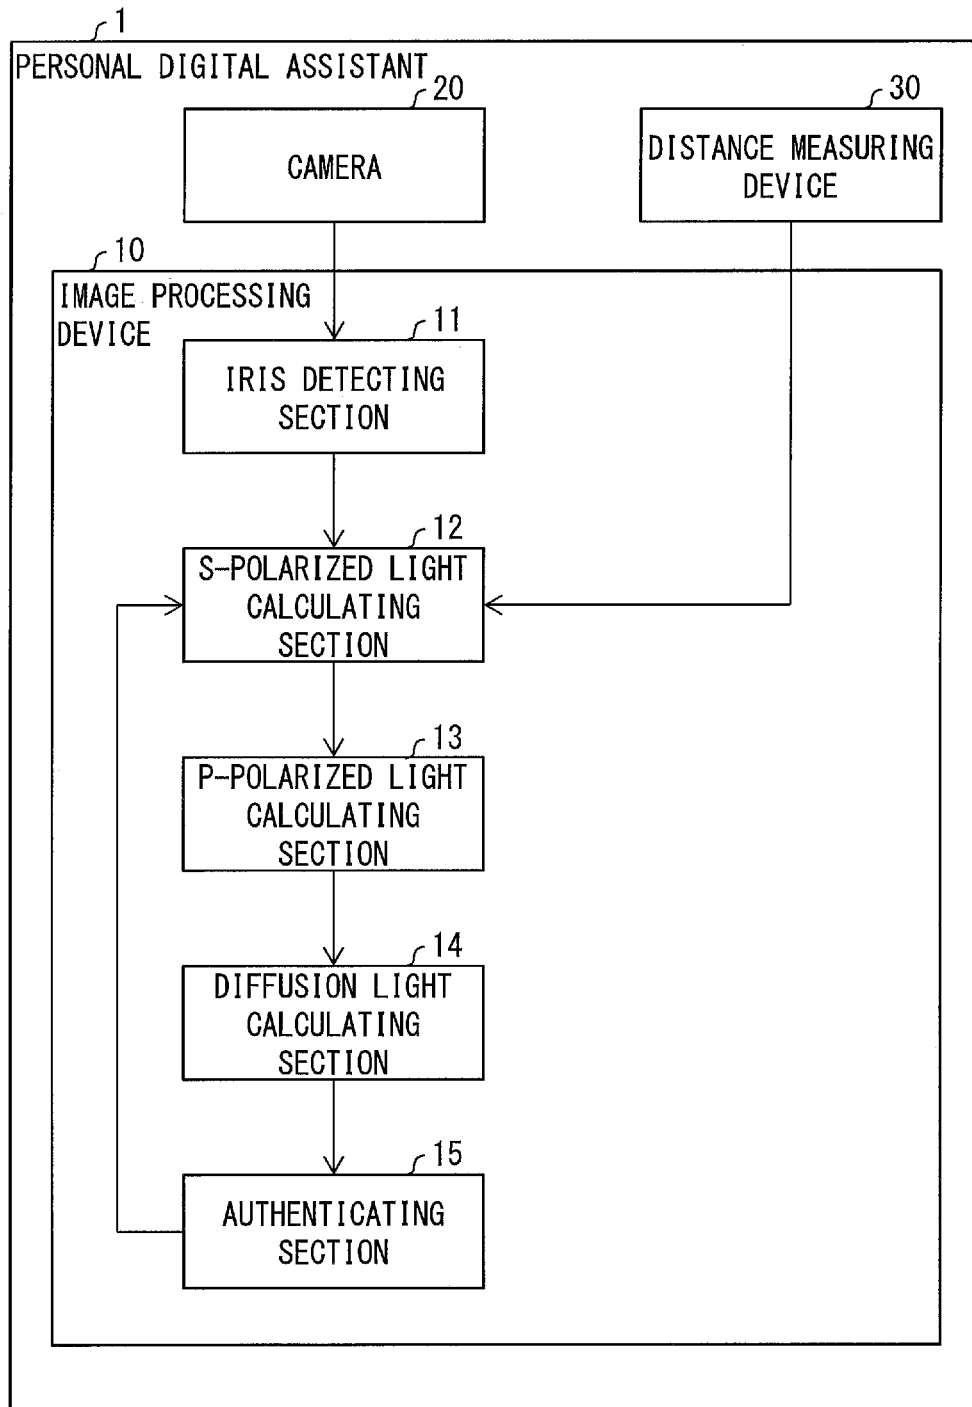 1
PERSONAL DIGITAL ASSISTANT
20
CAMERA
30
DISTANCE MEASURING
DEVICE
10
IMAGE PROCESSING
DEVICE
11
IRIS DETECTING
SECTION
12
S-POLARIZED LIGHT
CALCULATING
SECTION
13
P-POLARIZED LIGHT
CALCULATING
SECTION
14
DIFFUSION LIGHT
CALCULATING
SECTION
15
AUTHENTICATING
SECTION